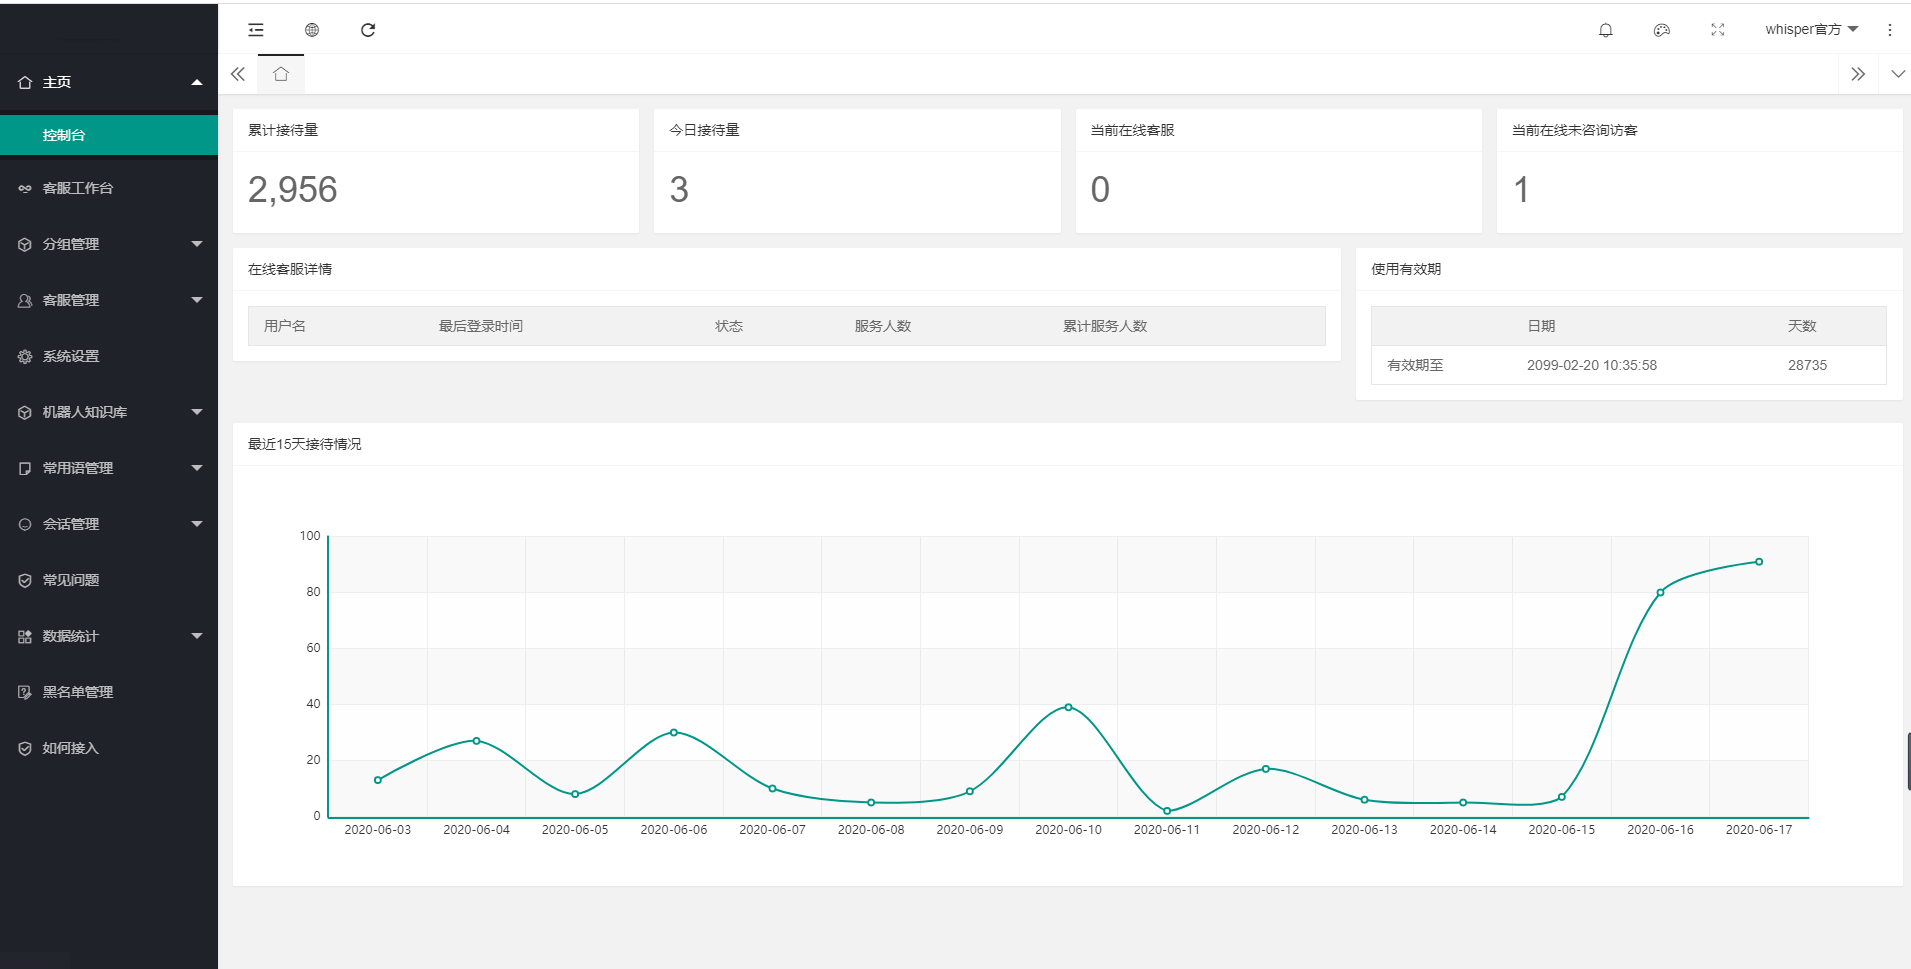 whisper官方
主页
控制台
客服工作台
分组管理
客服管理
系统设置
机器人知识库
常用语管理
会话管理
常见问题
数据统计
黑名单管理
如何接入
累计接待量
2,956
今日接待量
3
当前在线客服
0
当前在线未咨询访客
1
在线客服详情
用户名 最后登录时间 状态 服务人数 累计服务人数
使用有效期
日期 天数
有效期至 2099-02-20 10:35:58 28735
最近15天接待情况
100
80
60
40
20
0
2020-06-03 2020-06-04 2020-06-05 2020-06-06 2020-06-07 2020-06-08 2020-06-09 2020-06-10 2020-06-11 2020-06-12 2020-06-13 2020-06-14 2020-06-15 2020-06-16 2020-06-17